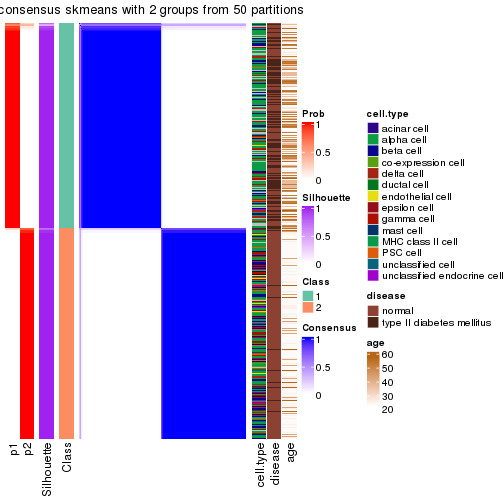 consensus skmeans with 2 groups from 50 partitions
Prob
1
0.5
0
Silhouette
1
0.5
0
Class
1
2
Consensus
1
0.5
0
cell.type
acinar cell
alpha cell
beta cell
co-expression cell
delta cell
ductal cell
endothelial cell
epsilon cell
gamma cell
mast cell
MHC class II cell
PSC cell
unclassified cell
unclassified endocrine cell
disease
normal
type II diabetes mellitus
age
60
50
40
30
20
p1
p2
Silhouette
Class
cell.type
disease
age